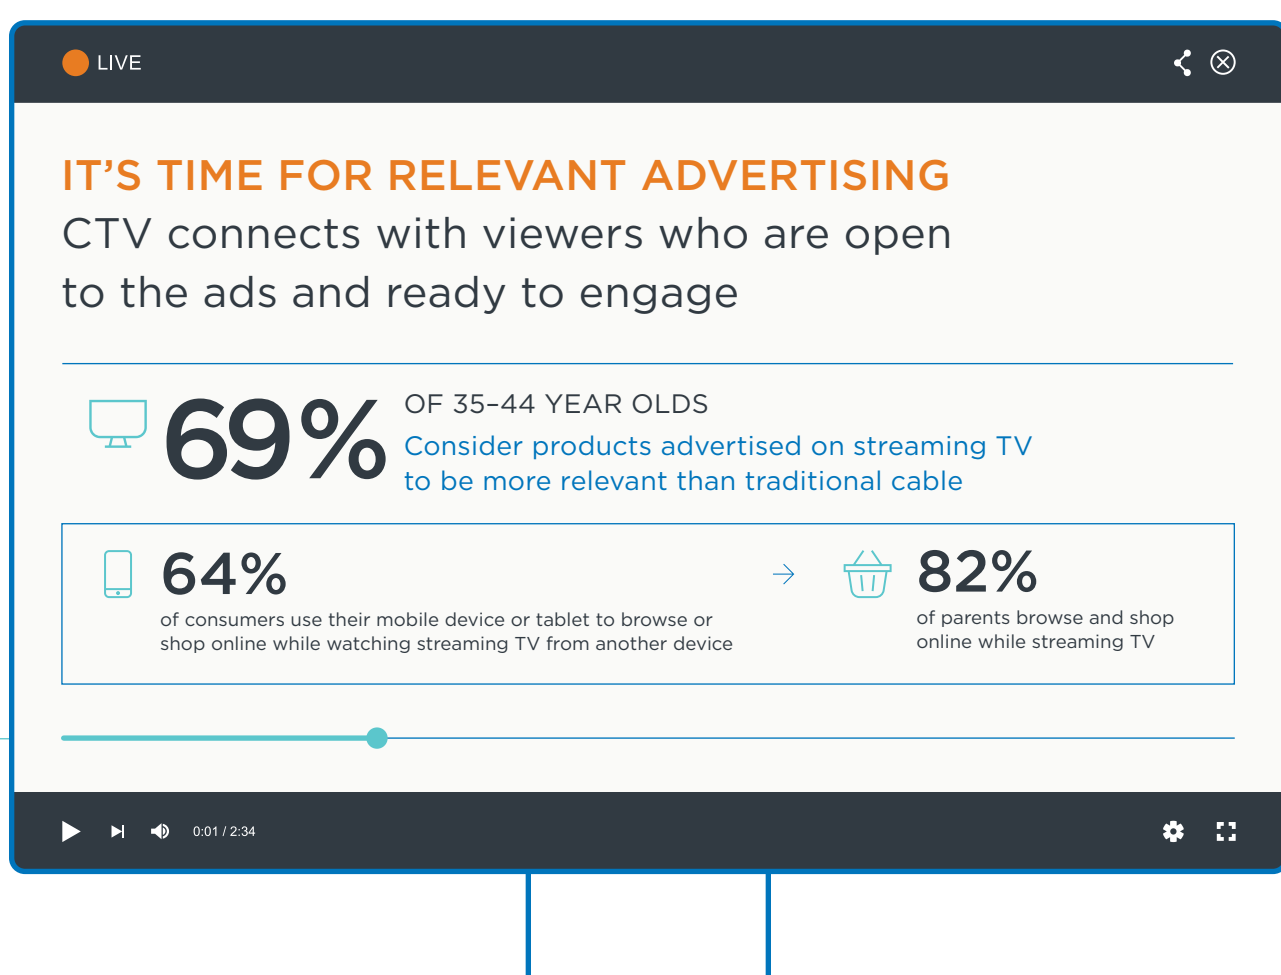 LIVE
IT’S TIME FOR RELEVANT ADVERTISING
CTV connects with viewers who are open
to the ads and ready to engage
69%
OF 35–44 YEAR OLDS
Consider products advertised on streaming TV
to be more relevant than traditional cable
64%
of consumers use their mobile device or tablet to browse or
shop online while watching streaming TV from another device
82%
of parents browse and shop
online while streaming TV
0:01 / 2:34